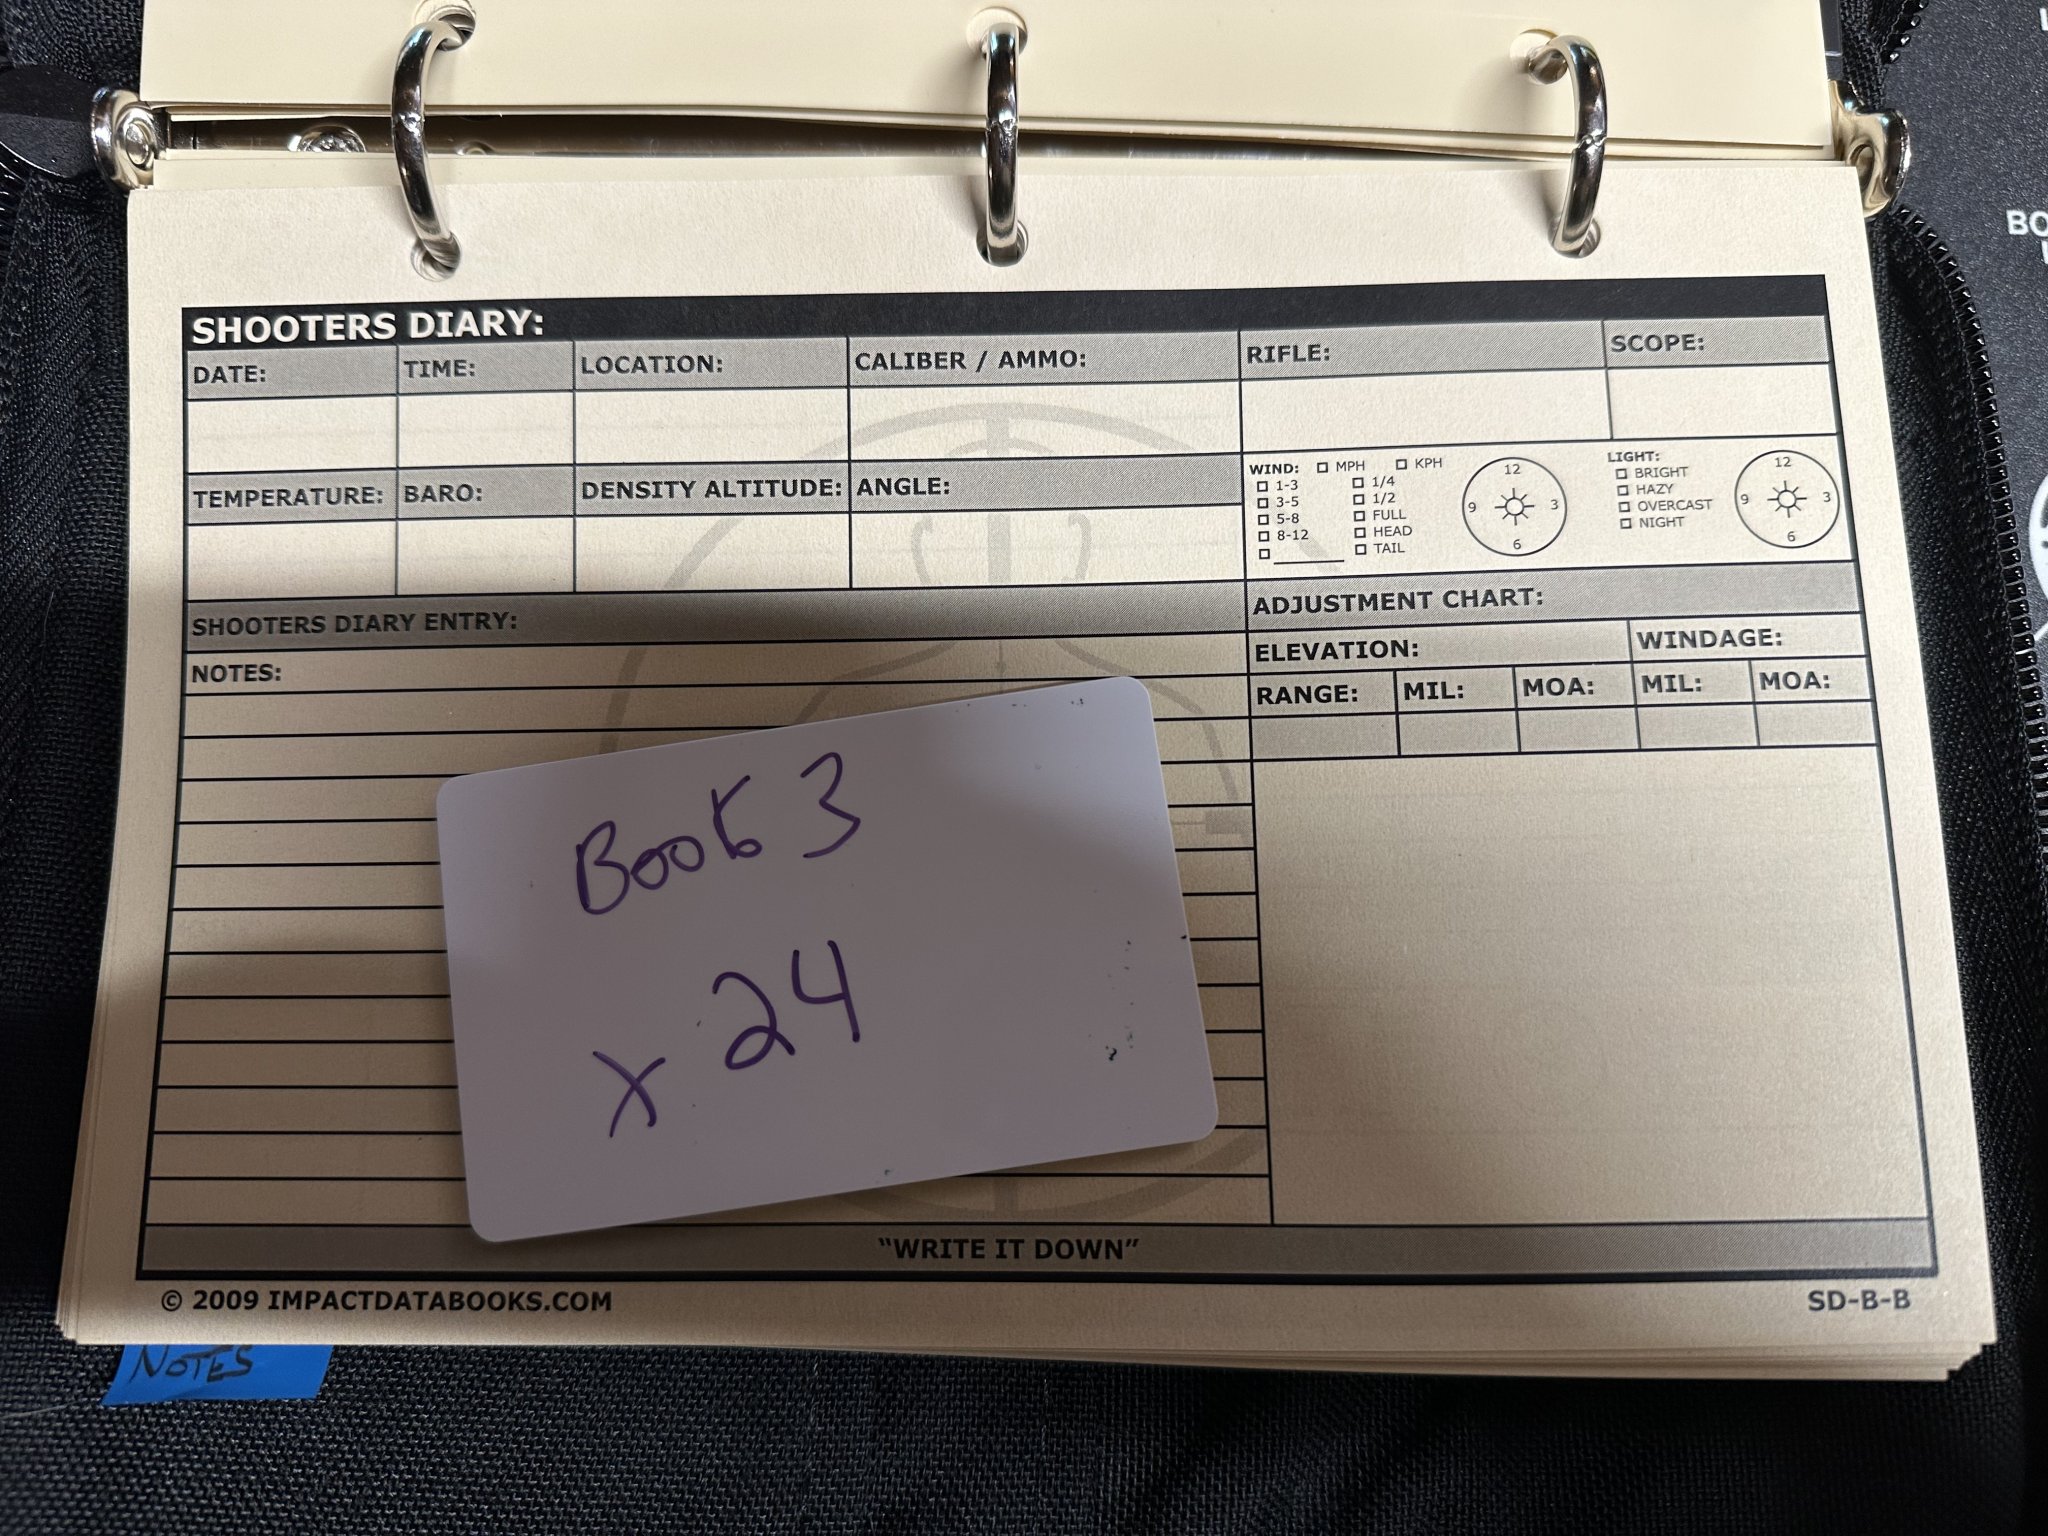 SHOOTERS DIARY:
DATE: TIME: LOCATION: CALIBER / AMMO: RIFLE: SCOPE:
TEMPERATURE: BARO: DENSITY ALTITUDE: ANGLE:
WIND: MPH KPH
1-3 1/4
3-5 1/2
5-8 FULL
8-12 HEAD
TAIL
12
9 3
6
LIGHT:
BRIGHT
HAZY
OVERCAST
NIGHT
12
9 3
6
SHOOTERS DIARY ENTRY:
NOTES:
ADJUSTMENT CHART:
ELEVATION: WINDAGE:
RANGE: MIL: MOA: MIL: MOA:
Book 3
x 24
"WRITE IT DOWN"
© 2009 IMPACTDATABOOKS.COM SD-B-B
NOTES
BO